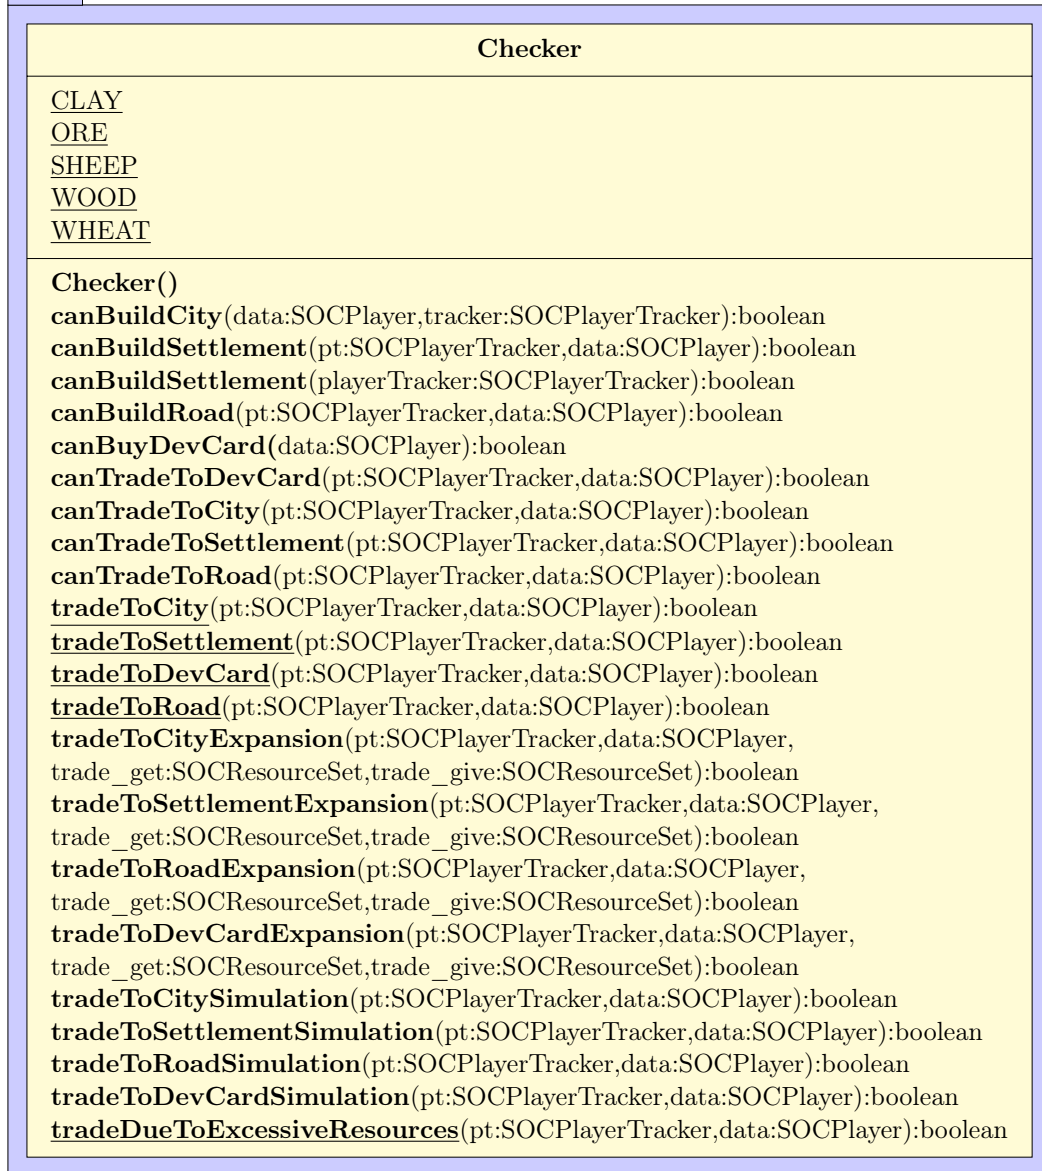 Checker
CLAY
ORE
SHEEP
WOOD
WHEAT
Checker()
canBuildCity(data:SOCPlayer,tracker:SOCPlayerTracker):boolean
canBuildSettlement(pt:SOCPlayerTracker,data:SOCPlayer):boolean
canBuildSettlement(playerTracker:SOCPlayerTracker):boolean
canBuildRoad(pt:SOCPlayerTracker,data:SOCPlayer):boolean
canBuyDevCard(data:SOCPlayer):boolean
canTradeToDevCard(pt:SOCPlayerTracker,data:SOCPlayer):boolean
canTradeToCity(pt:SOCPlayerTracker,data:SOCPlayer):boolean
canTradeToSettlement(pt:SOCPlayerTracker,data:SOCPlayer):boolean
canTradeToRoad(pt:SOCPlayerTracker,data:SOCPlayer):boolean
tradeToCity(pt:SOCPlayerTracker,data:SOCPlayer):boolean
tradeToSettlement(pt:SOCPlayerTracker,data:SOCPlayer):boolean
tradeToDevCard(pt:SOCPlayerTracker,data:SOCPlayer):boolean
tradeToRoad(pt:SOCPlayerTracker,data:SOCPlayer):boolean
tradeToCityExpansion(pt:SOCPlayerTracker,data:SOCPlayer,
trade_get:SOCResourceSet,trade_give:SOCResourceSet):boolean
tradeToSettlementExpansion(pt:SOCPlayerTracker,data:SOCPlayer,
trade_get:SOCResourceSet,trade_give:SOCResourceSet):boolean
tradeToRoadExpansion(pt:SOCPlayerTracker,data:SOCPlayer,
trade_get:SOCResourceSet,trade_give:SOCResourceSet):boolean
tradeToDevCardExpansion(pt:SOCPlayerTracker,data:SOCPlayer,
trade_get:SOCResourceSet,trade_give:SOCResourceSet):boolean
tradeToCitySimulation(pt:SOCPlayerTracker,data:SOCPlayer):boolean
tradeToSettlementSimulation(pt:SOCPlayerTracker,data:SOCPlayer):boolean
tradeToRoadSimulation(pt:SOCPlayerTracker,data:SOCPlayer):boolean
tradeToDevCardSimulation(pt:SOCPlayerTracker,data:SOCPlayer):boolean
tradeDueToExcessiveResources(pt:SOCPlayerTracker,data:SOCPlayer):boolean